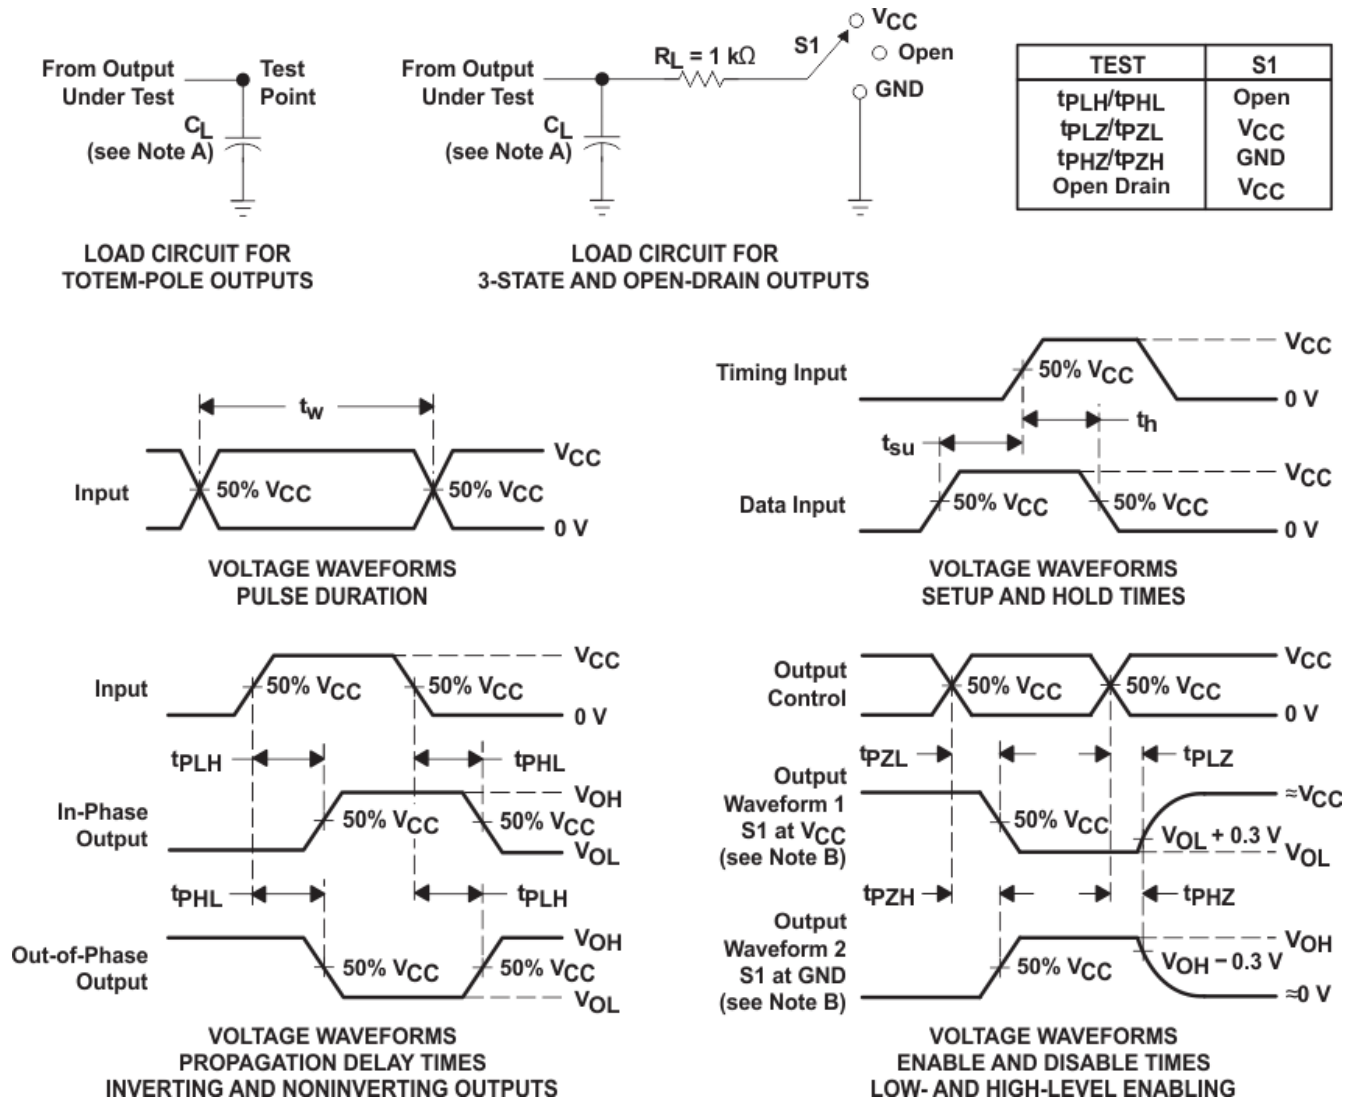 From Output
Under Test
Test
Point
CL
(see Note A)
LOAD CIRCUIT FOR
TOTEM-POLE OUTPUTS
From Output
Under Test
RL = 1 kΩ
S1
VCC
Open
GND
CL
(see Note A)
LOAD CIRCUIT FOR
3-STATE AND OPEN-DRAIN OUTPUTS
TEST S1
tPLH/tPHL Open
tPLZ/tPZL VCC
tPHZ/tPZH GND
Open Drain VCC
tw
Input
50% VCC
50% VCC
VCC
0 V
VOLTAGE WAVEFORMS
PULSE DURATION
Timing Input
50% VCC
VCC
0 V
tsu
th
Data Input
50% VCC
50% VCC
VCC
0 V
VOLTAGE WAVEFORMS
SETUP AND HOLD TIMES
Input
50% VCC
50% VCC
VCC
0 V
tPLH
tPHL
In-Phase
Output
50% VCC
50% VCC
VOH
VOL
tPHL
tPLH
Out-of-Phase
Output
50% VCC
50% VCC
VOH
VOL
VOLTAGE WAVEFORMS
PROPAGATION DELAY TIMES
INVERTING AND NONINVERTING OUTPUTS
Output
Control
50% VCC
50% VCC
VCC
0 V
tPZL
tPLZ
Output
Waveform 1
S1 at VCC
(see Note B)
50% VCC
VOL + 0.3 V
≈VCC
VOL
tPZH
tPHZ
Output
Waveform 2
S1 at GND
(see Note B)
50% VCC
VOH − 0.3 V
VOH
≈0 V
VOLTAGE WAVEFORMS
ENABLE AND DISABLE TIMES
LOW- AND HIGH-LEVEL ENABLING